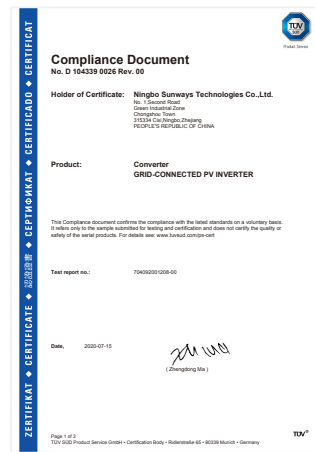 ZERTIFIKAT ◆ CERTIFICATE ◆ 認證證書 ◆ СЕРТИФИКАТ ◆ CERTIFICADO ◆ CERTIFICAT
TÜV
SÜD
Product Service
Compliance Document
No. D 104339 0026 Rev. 00
Holder of Certificate: Ningbo Sunways Technologies Co.,Ltd.
No. 1,Second Road
Green Industrial Zone
Chongshou Town
315334 Cixi,Ningbo,Zhejiang
PEOPLE'S REPUBLIC OF CHINA
Product: Converter
GRID-CONNECTED PV INVERTER
This Compliance document confirms the compliance with the listed standards on a voluntary basis.
It refers only to the sample submitted for testing and certification and does not certify the quality or
safety of the serial products. For details see: www.tuvsud.com/ps-cert
Test report no.: 704092001208-00
Date, 2020-07-15
( Zhengdong Ma )
Page 1 of 3
TÜV SÜD Product Service GmbH • Certification Body • Ridlerstraße 65 • 80339 Munich • Germany
TÜV®